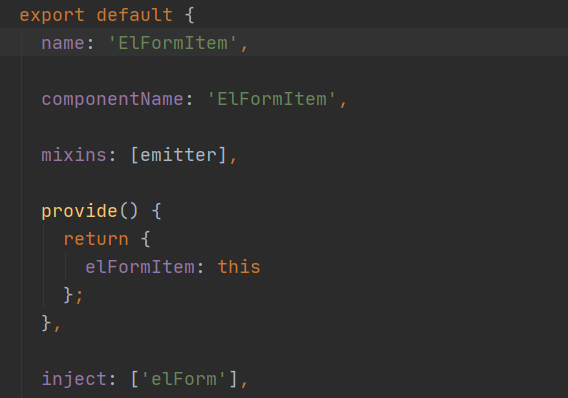 export default {
name: 'ElFormItem',
componentName: 'ElFormItem',
mixins: [emitter],
provide() {
return {
elFormItem: this
};
},
inject: ['elForm'],